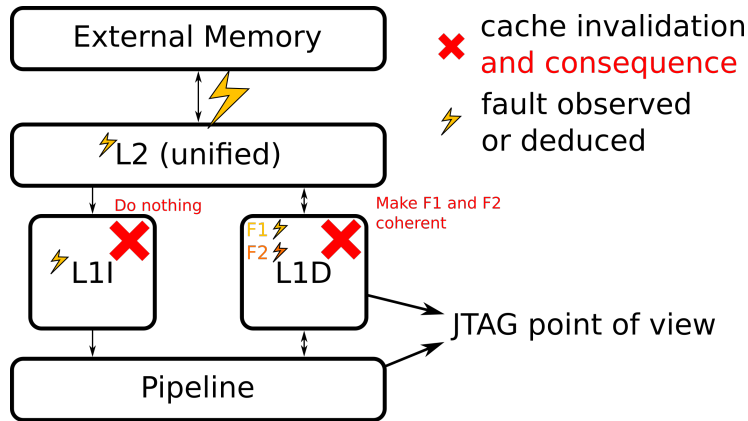 External Memory
cache invalidation
and consequence
fault observed
or deduced
L2 (unified)
Do nothing
Make F1 and F2
coherent
F1
F2
L1I
L1D
JTAG point of view
Pipeline